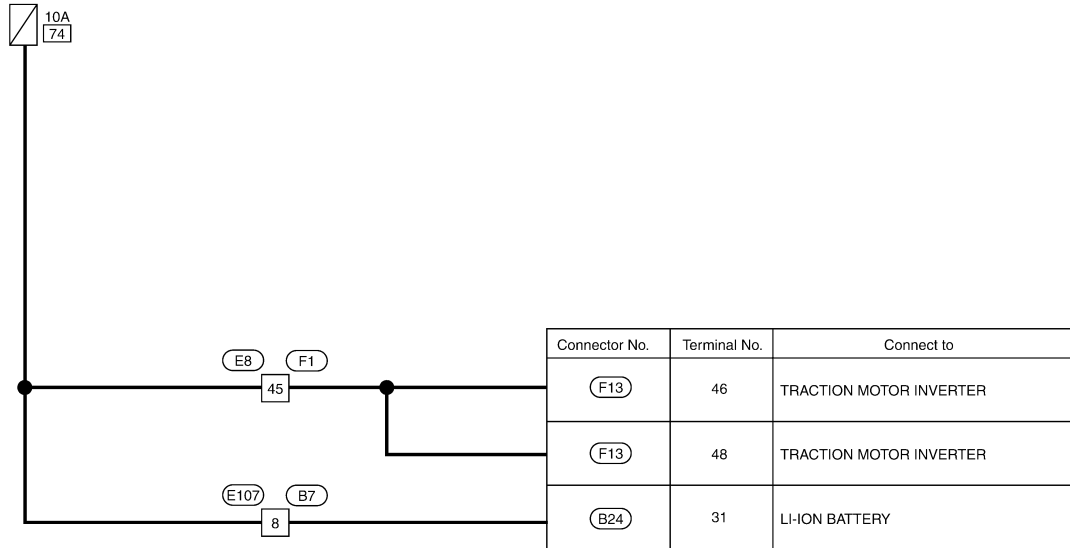 10A
74
E8 F1
45
E107 B7
8
Connector No. Terminal No. Connect to
F13 46 TRACTION MOTOR INVERTER
F13 48 TRACTION MOTOR INVERTER
B24 31 LI-ION BATTERY